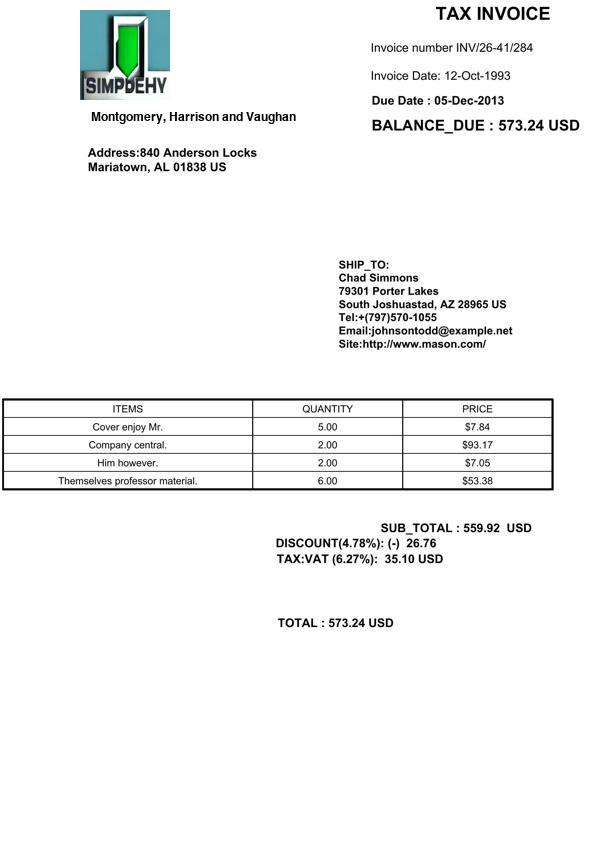 TAX INVOICE
Invoice number INV/26-41/284
Invoice Date: 12-Oct-1993
Due Date : 05-Dec-2013
BALANCE_DUE : 573.24 USD
SIMPDEHY
Montgomery, Harrison and Vaughan
Address:840 Anderson Locks
Mariatown, AL 01838 US
SHIP_TO:
Chad Simmons
79301 Porter Lakes
South Joshuastad, AZ 28965 US
Tel:+(797)570-1055
Email:johnsontodd@example.net
Site:http://www.mason.com/
ITEMS QUANTITY PRICE
Cover enjoy Mr. 5.00 $7.84
Company central. 2.00 $93.17
Him however. 2.00 $7.05
Themselves professor material. 6.00 $53.38
SUB_TOTAL : 559.92 USD
DISCOUNT(4.78%): (-) 26.76
TAX:VAT (6.27%): 35.10 USD
TOTAL : 573.24 USD